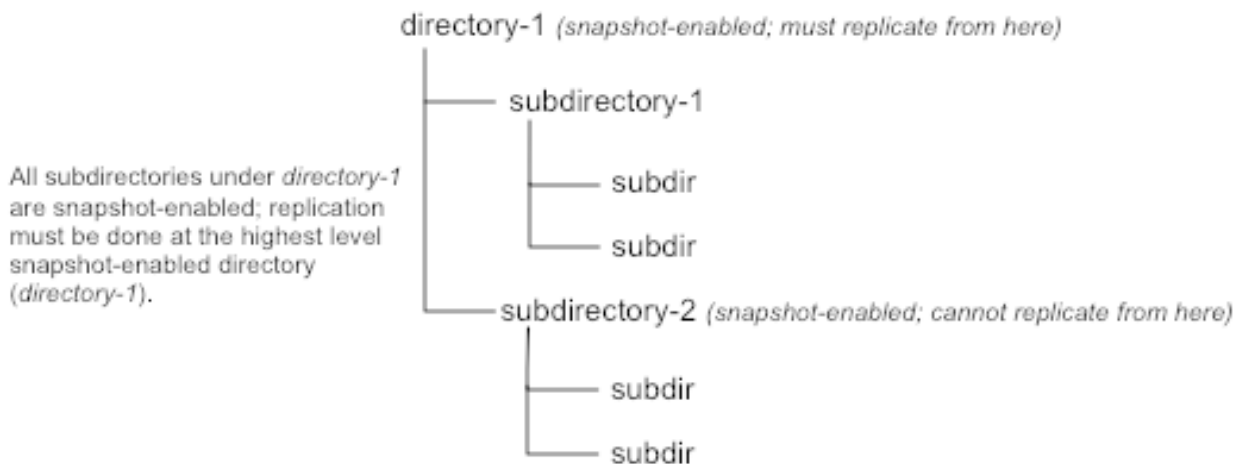 directory-1 (snapshot-enabled; must replicate from here)
subdirectory-1
All subdirectories under directory-1
are snapshot-enabled; replication
must be done at the highest level
snapshot-enabled directory
(directory-1).
subdir
subdir
subdirectory-2 (snapshot-enabled; cannot replicate from here)
subdir
subdir